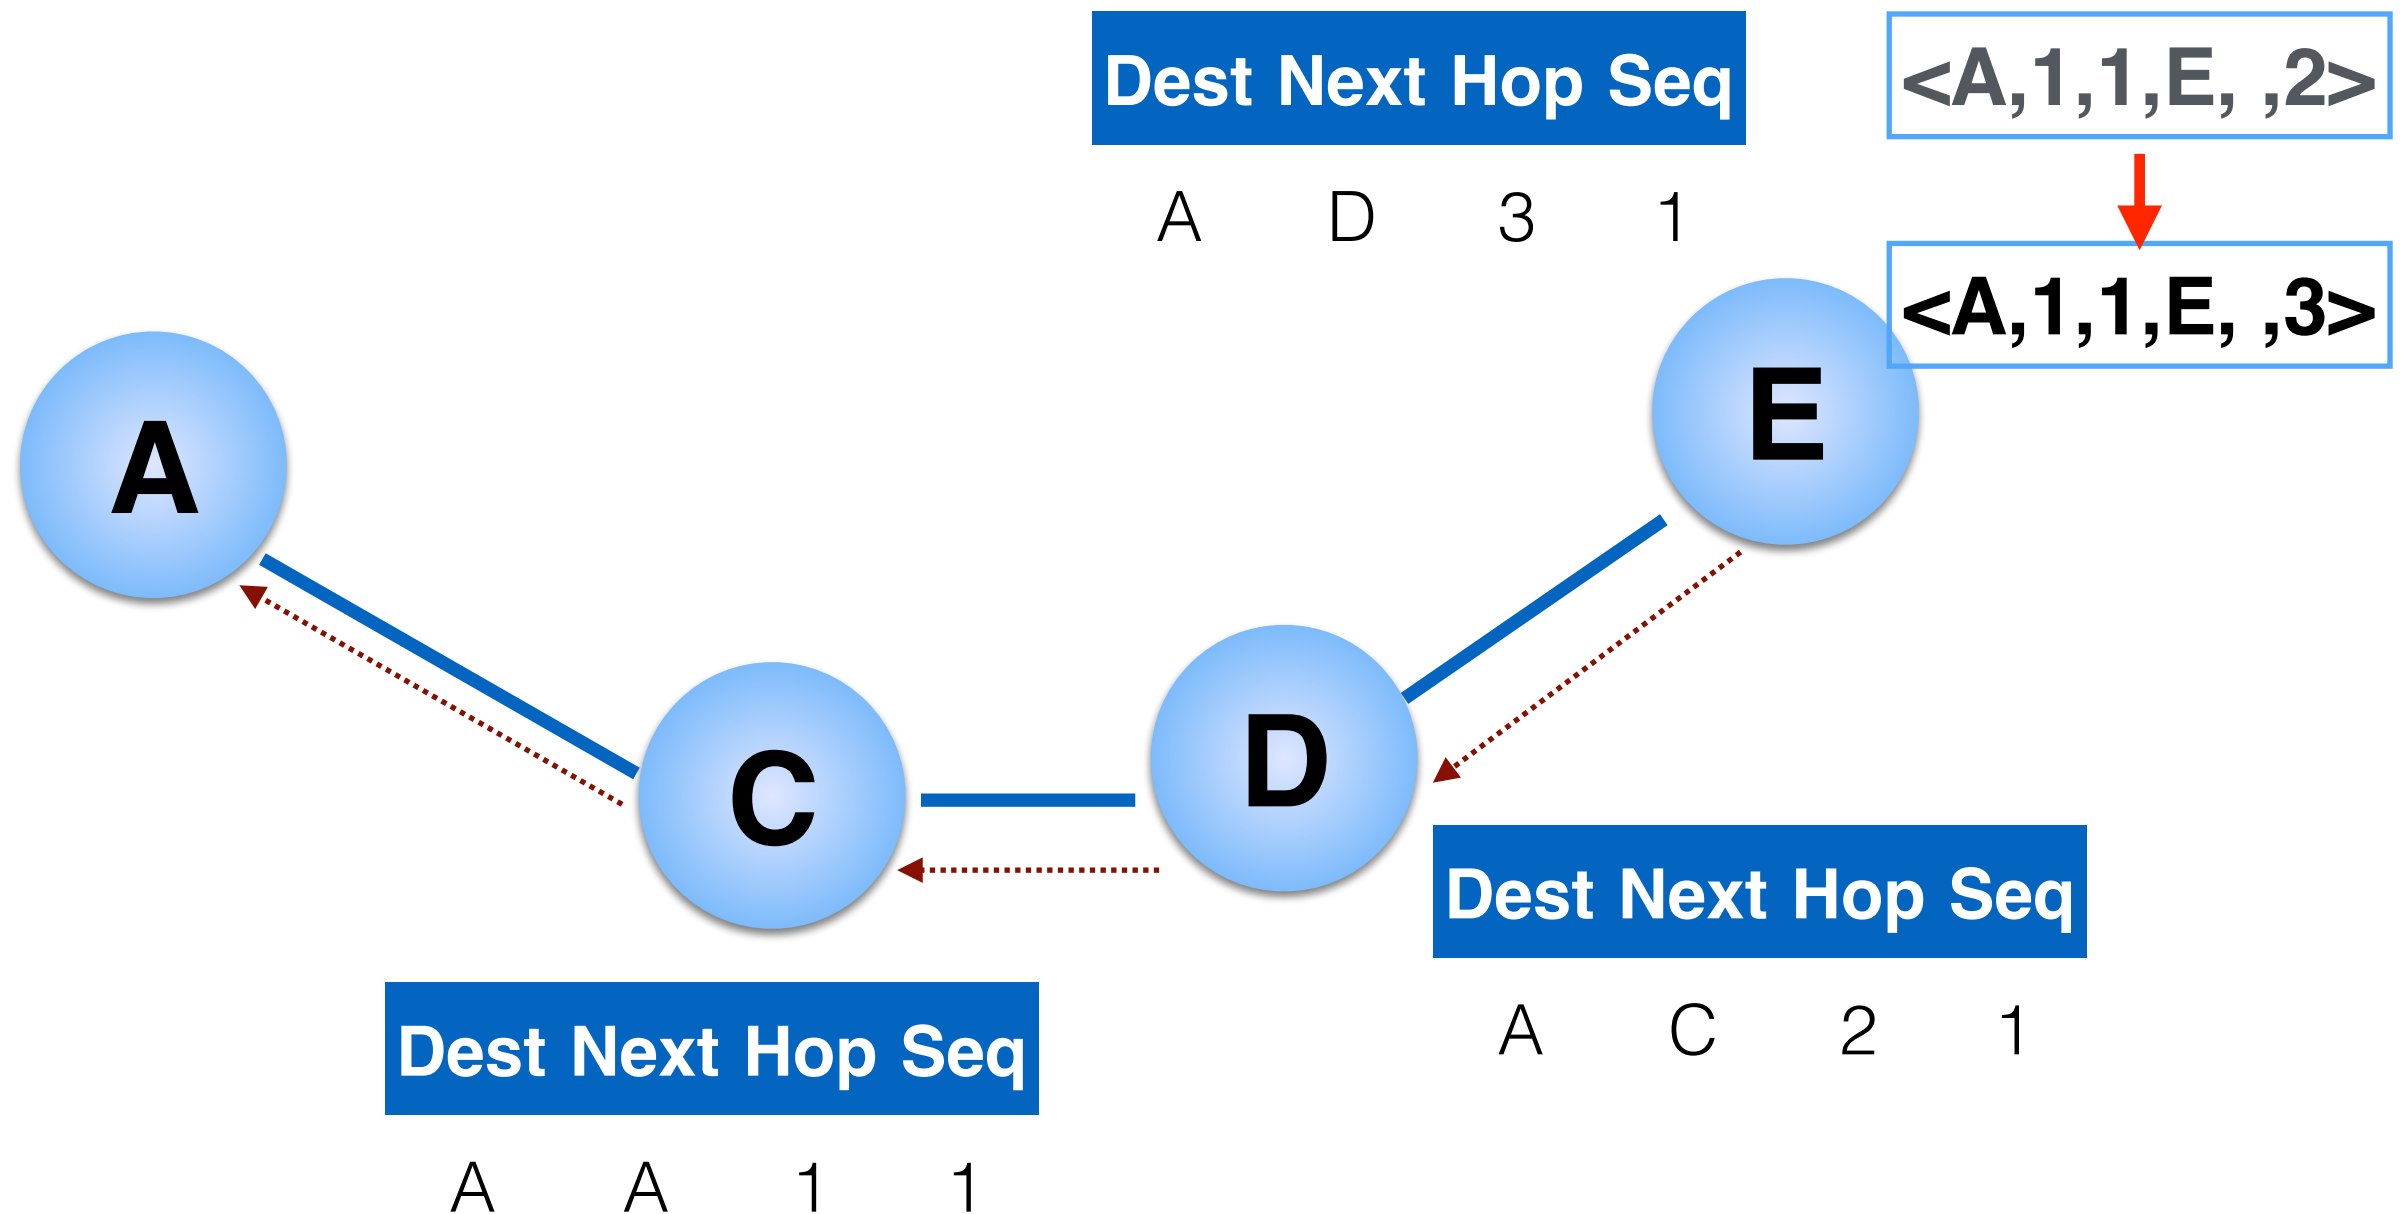 Dest Next Hop Seq
A D 3 1
<A,1,1,E, ,2>
<A,1,1,E, ,3>
E
A
C
D
Dest Next Hop Seq
A C 2 1
Dest Next Hop Seq
A A 1 1